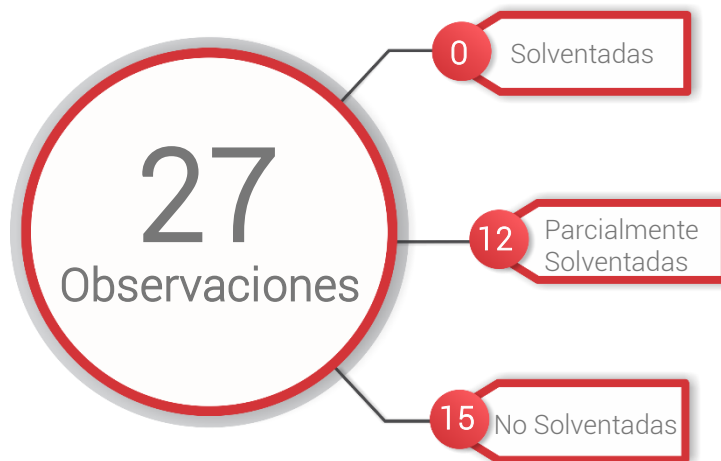 27
Observaciones
0
Solventadas
12
Parcialmente
Solventadas
15
No Solventadas